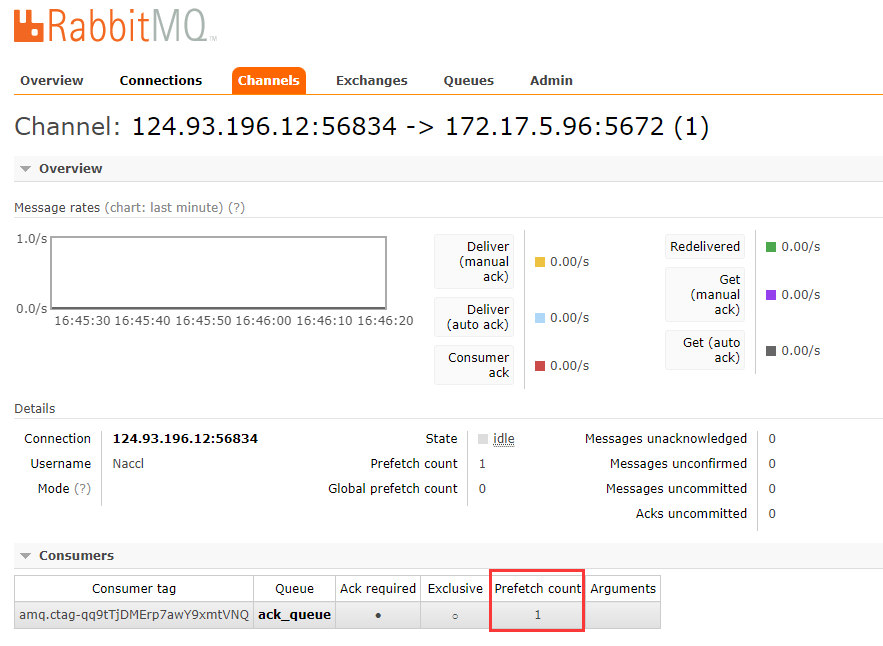 RabbitMQ TM
Overview Connections Channels Exchanges Queues Admin
Channel: 124.93.196.12:56834 -> 172.17.5.96:5672 (1)
Overview
Message rates (chart: last minute) (?)
1.0/s
0.0/s
16:45:30 16:45:40 16:45:50 16:46:00 16:46:10 16:46:20
Deliver (manual ack) 0.00/s
Deliver (auto ack) 0.00/s
Consumer ack 0.00/s
Redelivered 0.00/s
Get (manual ack) 0.00/s
Get (auto ack) 0.00/s
Details
Connection 124.93.196.12:56834
Username Naccl
Mode (?)
State idle
Prefetch count 1
Global prefetch count 0
Messages unacknowledged 0
Messages unconfirmed 0
Messages uncommitted 0
Acks uncommitted 0
Consumers
Consumer tag Queue Ack required Exclusive Prefetch count Arguments
amq.ctag-qq9tTjDMErp7awY9xmtVNQ ack_queue ● ○ 1